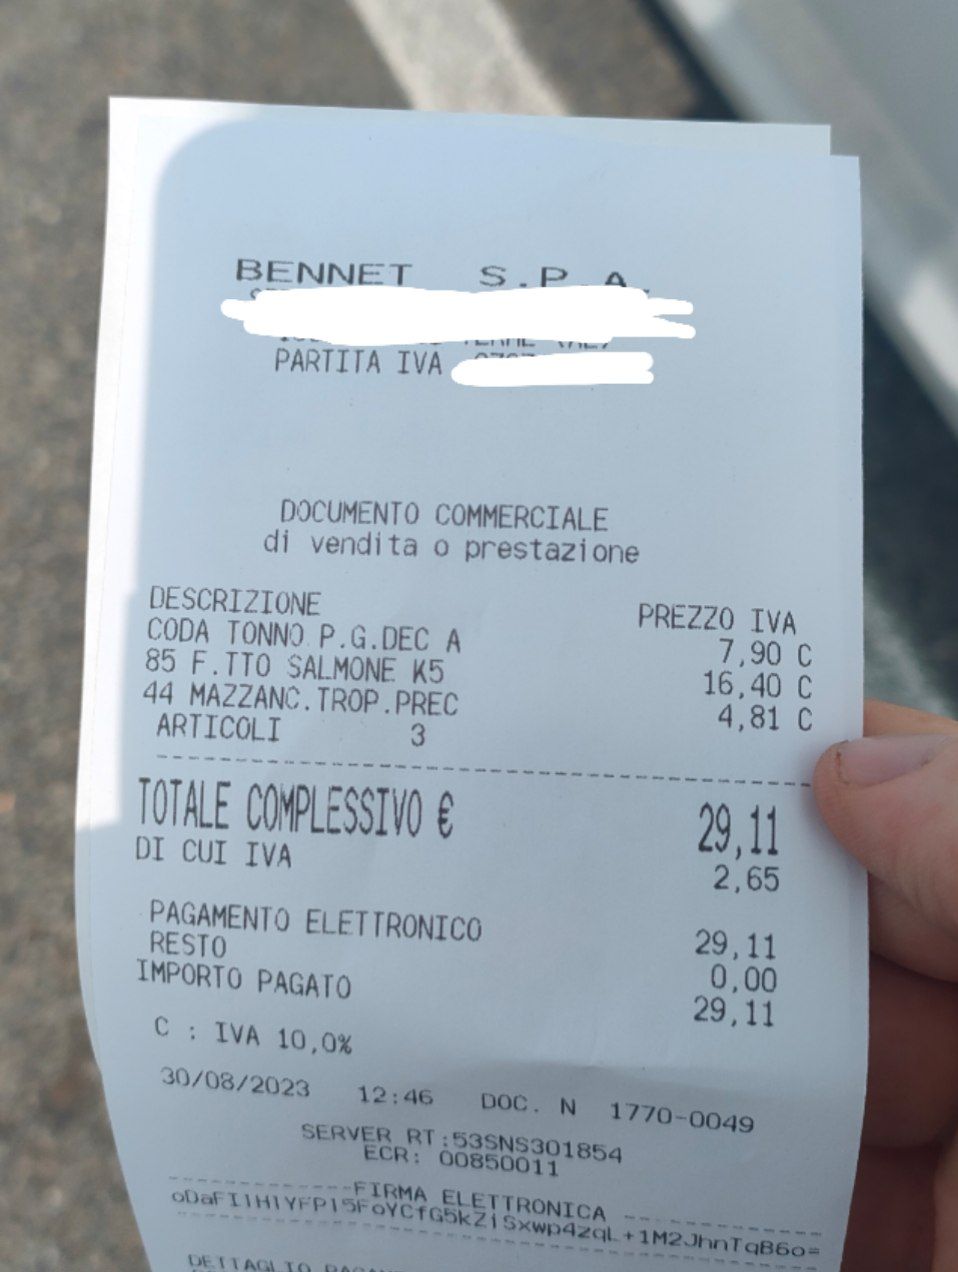 BENNET S.P.A.
PARTITA IVA
DOCUMENTO COMMERCIALE
di vendita o prestazione
DESCRIZIONE PREZZO IVA
CODA TONNO P.G.DEC A 7,90 C
85 F.TTO SALMONE K5 16,40 C
44 MAZZANC.TROP.PREC 4,81 C
ARTICOLI 3
TOTALE COMPLESSIVO € 29,11
DI CUI IVA 2,65
PAGAMENTO ELETTRONICO 29,11
RESTO 0,00
IMPORTO PAGATO 29,11
C : IVA 10,0%
30/08/2023 12:46 DOC. N 1770-0049
SERVER RT:53SNS301854
ECR: 00850011
------------FIRMA ELETTRONICA ------------
DETTAGLIO